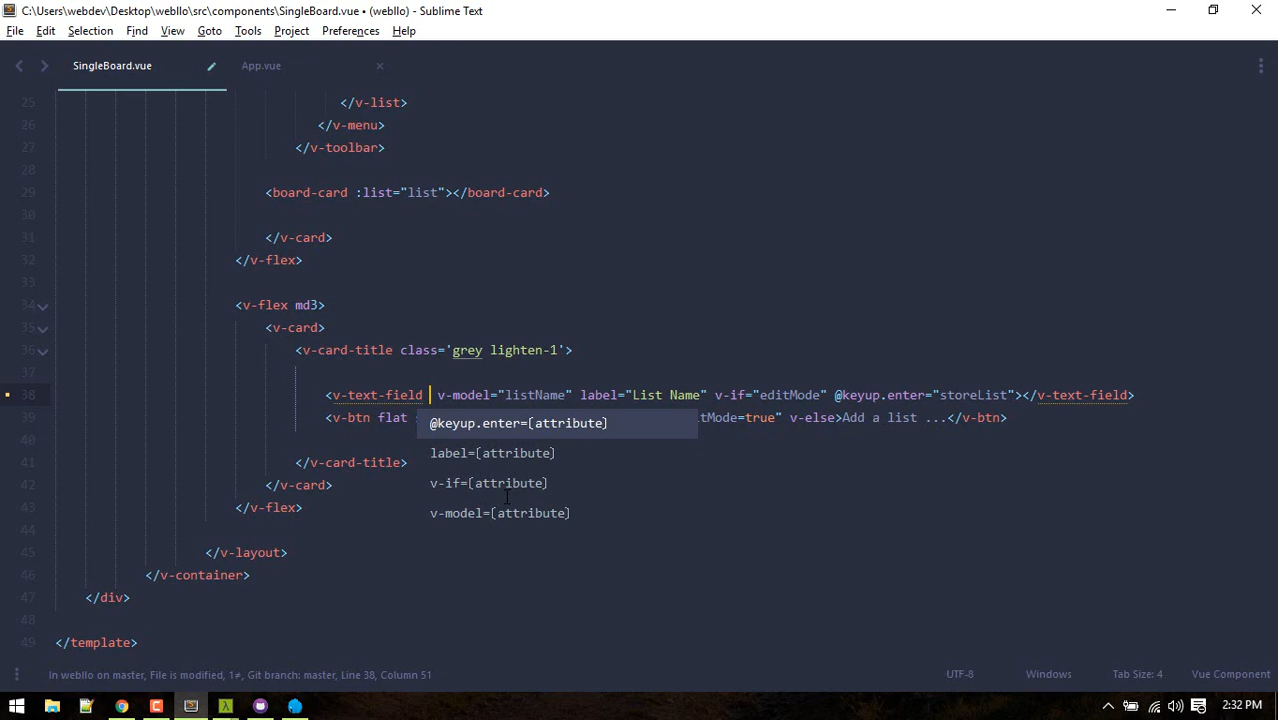 C:\Users\webdev\Desktop\webllo\src\components\SingleBoard.vue • (webllo) - Sublime Text
File Edit Selection Find View Goto Tools Project Preferences Help
SingleBoard.vue App.vue
25 </v-list>
26 </v-menu>
27 </v-toolbar>
28
29 <board-card :list="list"></board-card>
30
31 </v-card>
32 </v-flex>
33
34 <v-flex md3>
35 <v-card>
36 <v-card-title class='grey lighten-1'>
37
38 <v-text-field v-model="listName" label="List Name" v-if="editMode" @keyup.enter="storeList"></v-text-field>
39 <v-btn flat itMode=true" v-else>Add a list ...</v-btn>
@keyup.enter=[attribute]
40
label=[attribute]
41 </v-card-title>
42 </v-card>
v-if=[attribute]
43 </v-flex>
v-model=[attribute]
44
45 </v-layout>
46 </v-container>
47 </div>
48
49 </template>
In webllo on master, File is modified, 1≠, Git branch: master, Line 38, Column 51 UTF-8 Windows Tab Size: 4 Vue Component
2:32 PM